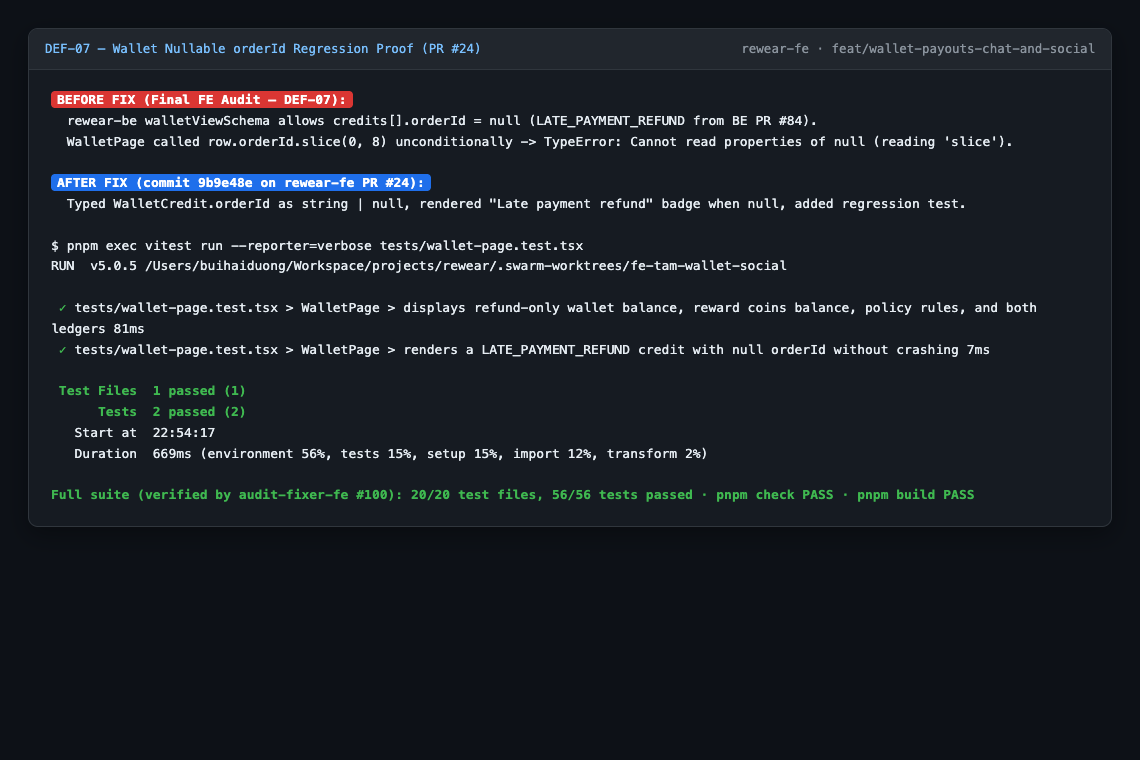 DEF-07 — Wallet Nullable orderId Regression Proof (PR #24)
rewear-fe · feat/wallet-payouts-chat-and-social
BEFORE FIX (Final FE Audit — DEF-07):
rewear-be walletViewSchema allows credits[].orderId = null (LATE_PAYMENT_REFUND from BE PR #84).
WalletPage called row.orderId.slice(0, 8) unconditionally -> TypeError: Cannot read properties of null (reading 'slice').
AFTER FIX (commit 9b9e48e on rewear-fe PR #24):
Typed WalletCredit.orderId as string | null, rendered "Late payment refund" badge when null, added regression test.
$ pnpm exec vitest run --reporter=verbose tests/wallet-page.test.tsx
RUN  v5.0.5 /Users/buihaiduong/Workspace/projects/rewear/.swarm-worktrees/fe-tam-wallet-social
✓ tests/wallet-page.test.tsx > WalletPage > displays refund-only wallet balance, reward coins balance, policy rules, and both
ledgers 81ms
✓ tests/wallet-page.test.tsx > WalletPage > renders a LATE_PAYMENT_REFUND credit with null orderId without crashing 7ms
Test Files  1 passed (1)
Tests  2 passed (2)
Start at  22:54:17
Duration  669ms (environment 56%, tests 15%, setup 15%, import 12%, transform 2%)
Full suite (verified by audit-fixer-fe #100): 20/20 test files, 56/56 tests passed · pnpm check PASS · pnpm build PASS